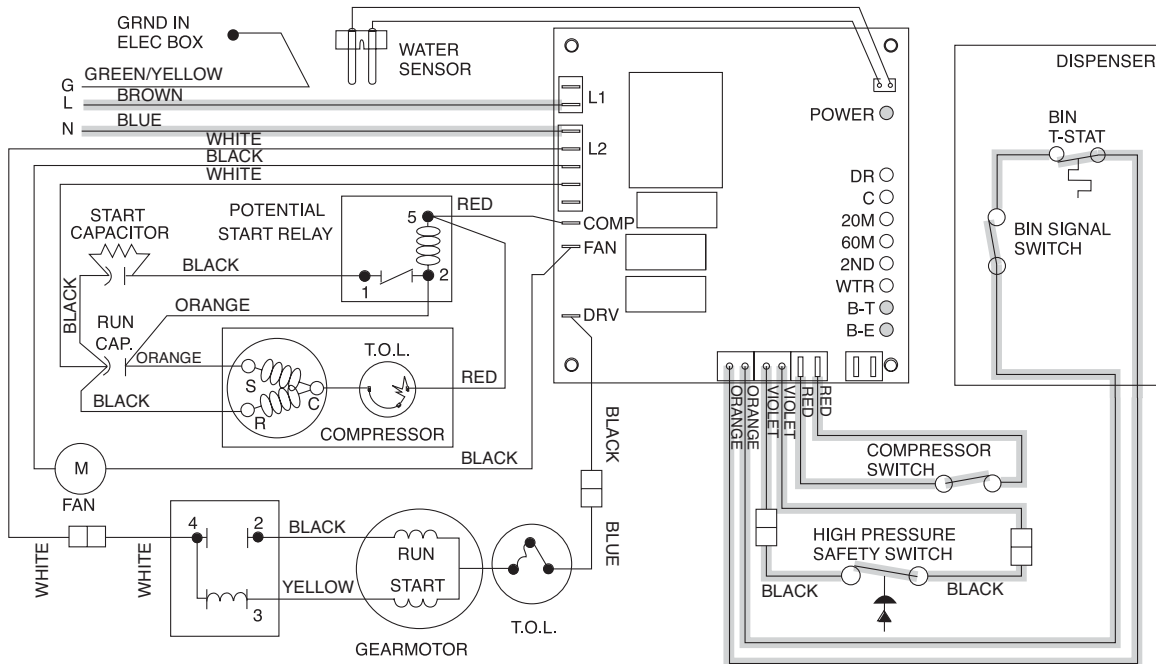 GRND IN
ELEC BOX
WATER
SENSOR
DISPENSER
G
GREEN/YELLOW
L
BROWN
L1
N
BLUE
WHITE
BLACK
WHITE
L2
POWER
BIN
T-STAT
DR
C
20M
60M
2ND
WTR
B-T
B-E
BIN SIGNAL
SWITCH
START
CAPACITOR
POTENTIAL
START RELAY
5
RED
COMP
FAN
BLACK
1
2
DRV
BLACK
ORANGE
RUN
CAP.
ORANGE
T.O.L.
S
C
R
RED
BLACK
COMPRESSOR
ORANGE
ORANGE
VIOLET
VIOLET
RED
RED
COMPRESSOR
SWITCH
M
FAN
BLACK
BLACK
BLUE
HIGH PRESSURE
SAFETY SWITCH
BLACK
BLACK
WHITE
WHITE
4
2
3
BLACK
YELLOW
RUN
START
GEARMOTOR
T.O.L.